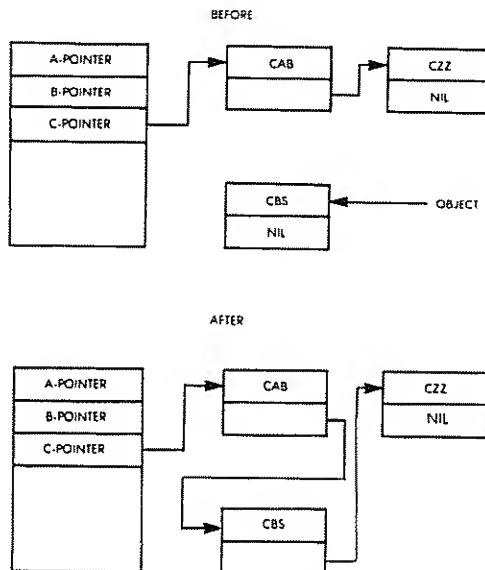 BEFORE
A-POINTER
B-POINTER
C-POINTER
CAB
CZZ
NIL
CBS
NIL
OBJECT
AFTER
A-POINTER
B-POINTER
C-POINTER
CAB
CZZ
NIL
CBS